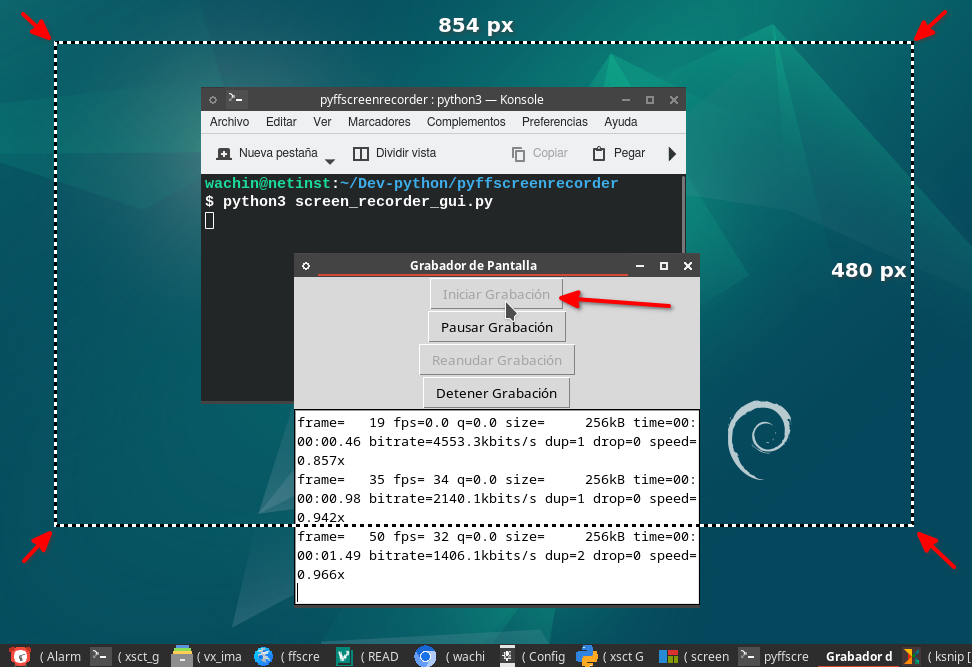 854 px
pyffscreenrecorder : python3 — Konsole
Archivo Editar Ver Marcadores Complementos Preferencias Ayuda
Nueva pestaña Dividir vista Copiar Pegar
wachin@netinst:~/Dev-python/pyffscreenrecorder
$ python3 screen_recorder_gui.py
Grabador de Pantalla
480 px
Iniciar Grabación
Pausar Grabación
Reanudar Grabación
Detener Grabación
frame=   19 fps=0.0 q=0.0 size=     256kB time=00:
00:00.46 bitrate=4553.3kbits/s dup=1 drop=0 speed=
0.857x
frame=   35 fps= 34 q=0.0 size=     256kB time=00:
00:00.98 bitrate=2140.1kbits/s dup=1 drop=0 speed=
0.942x
frame=   50 fps= 32 q=0.0 size=     256kB time=00:
00:01.49 bitrate=1406.1kbits/s dup=2 drop=0 speed=
0.966x
( Alarm ( xsct_g ( vx_ima ( ffscre ( READ ( wachi ( Config ( xsct G ( screen pyffscre Grabador d ( ksnip